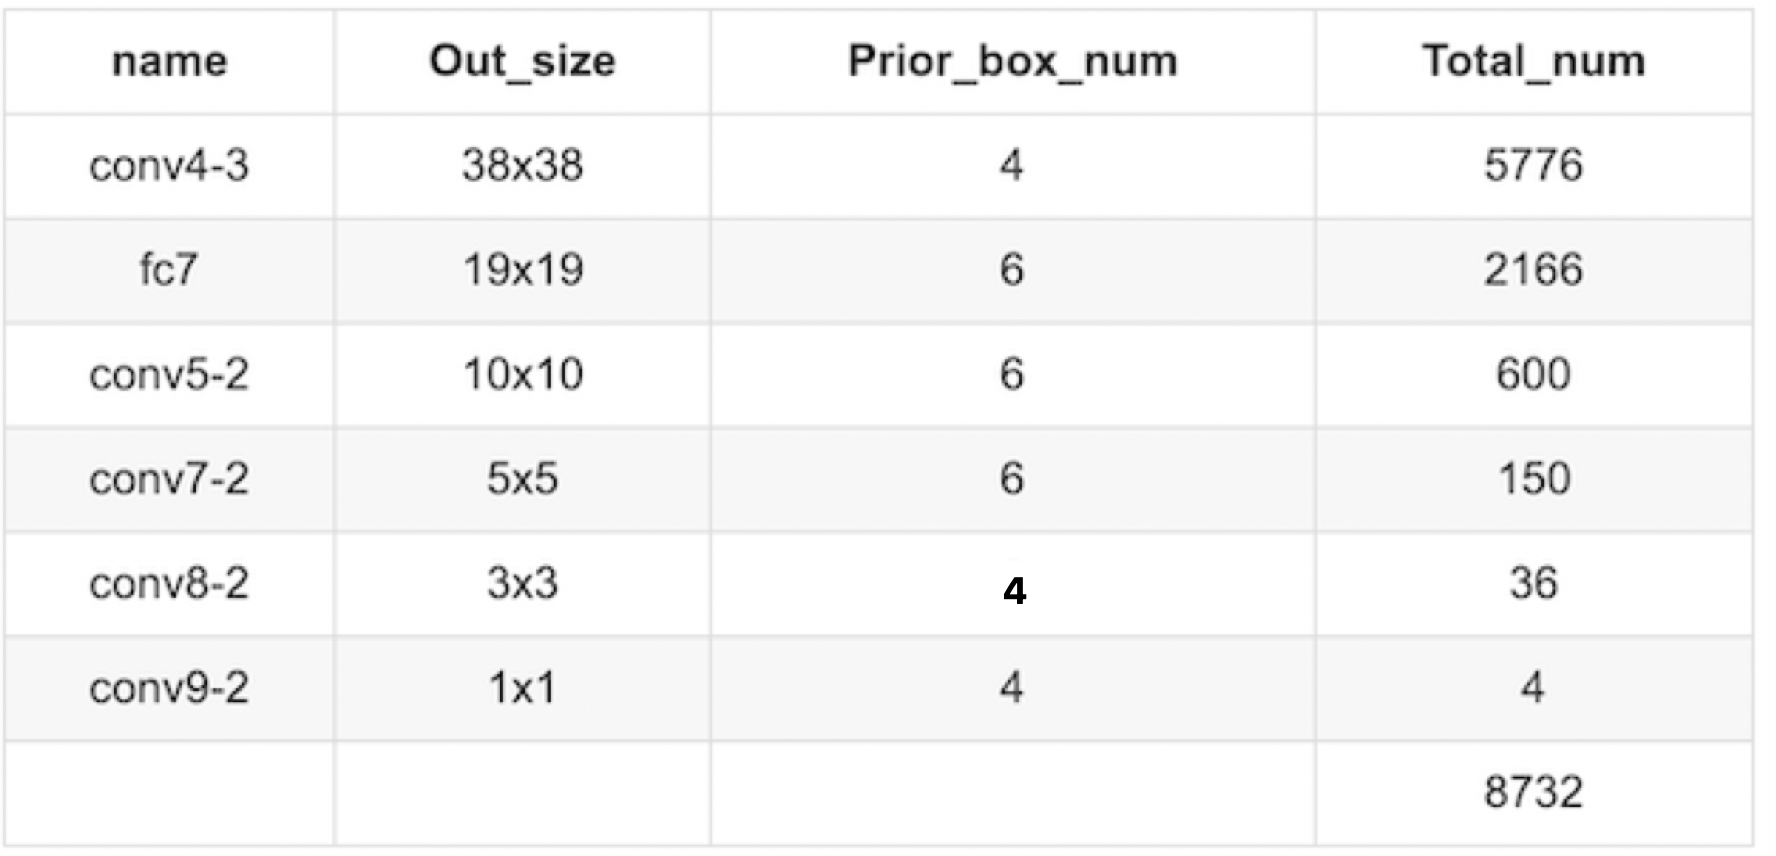 name Out_size Prior_box_num Total_num
conv4-3 38x38 4 5776
fc7 19x19 6 2166
conv5-2 10x10 6 600
conv7-2 5x5 6 150
conv8-2 3x3 4 36
conv9-2 1x1 4 4
8732